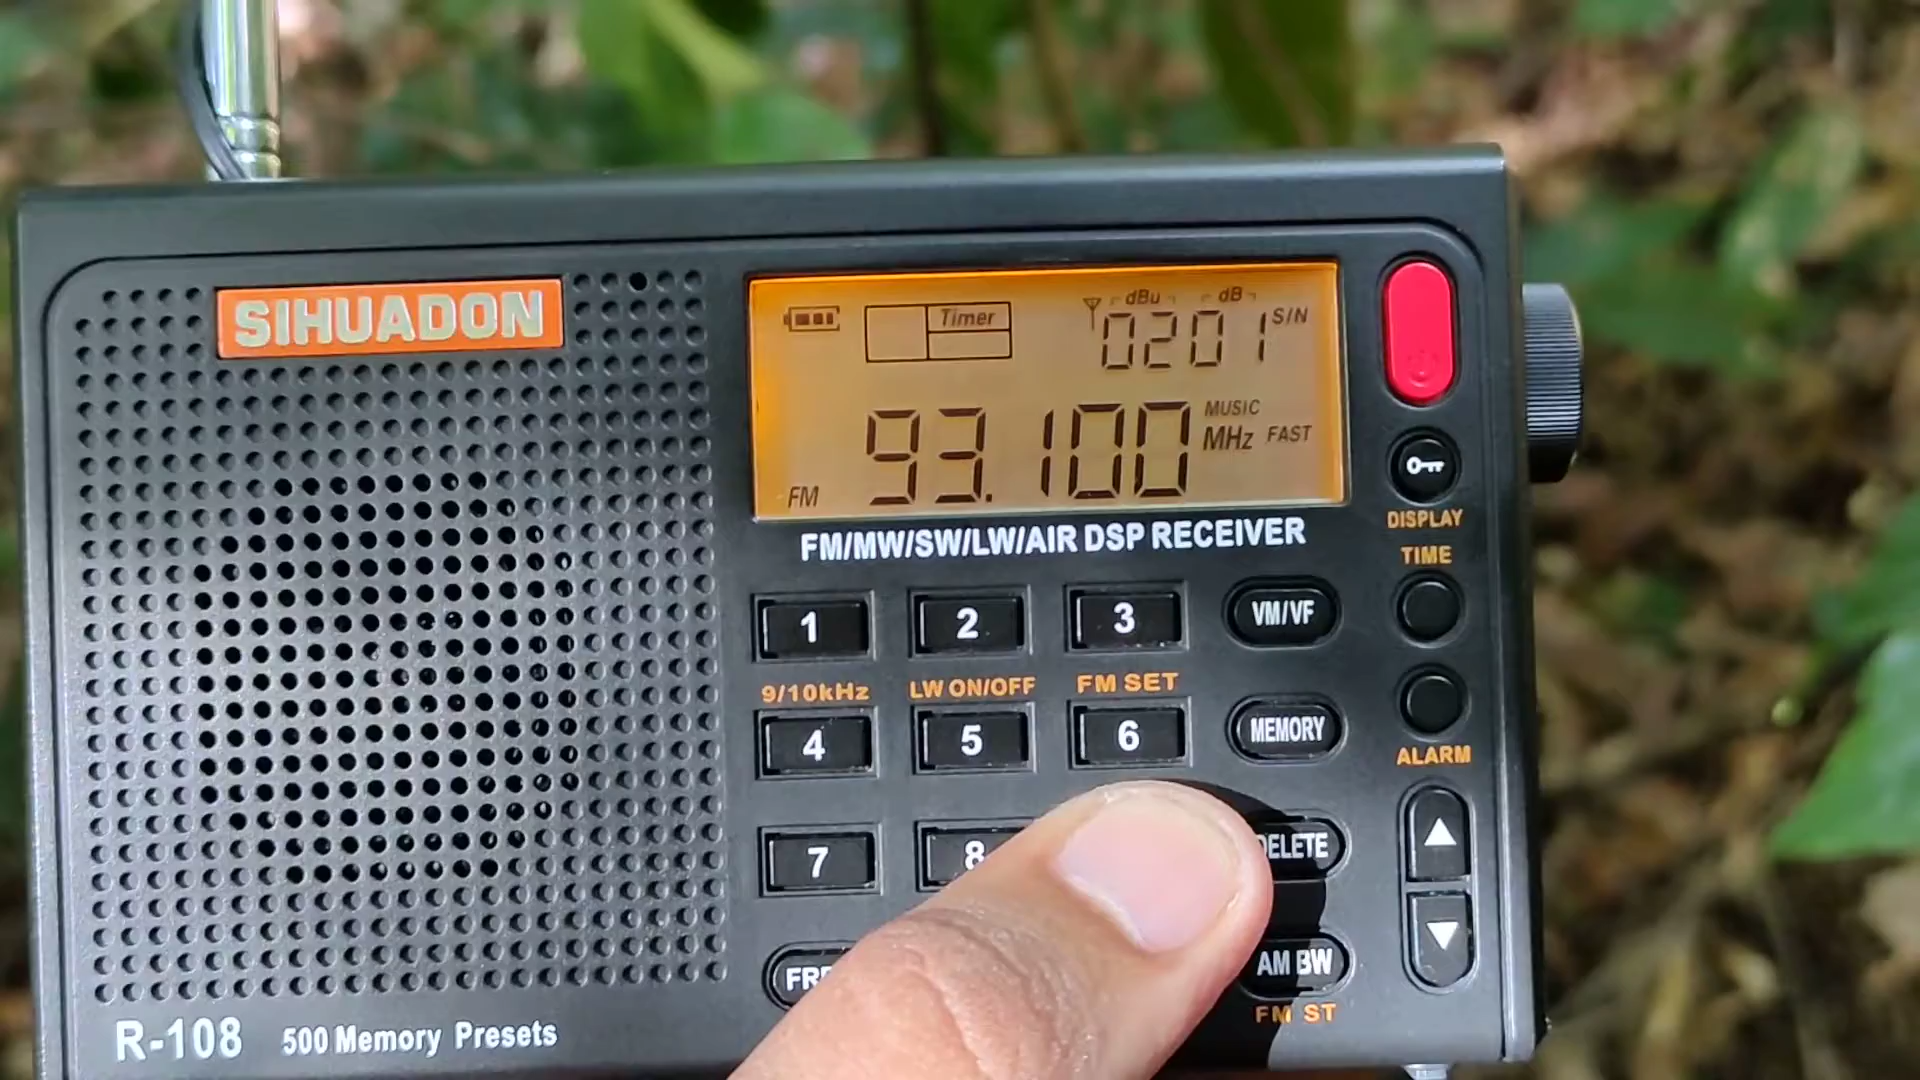 SIHUADON
Timer
dBu dB
0201 S/N
MUSIC
93.100 MHz FAST
FM
FM/MW/SW/LW/AIR DSP RECEIVER
DISPLAY
TIME
1 2 3 VM/VF
9/10kHz LW ON/OFF FM SET
4 5 6 MEMORY
ALARM
7 8 DELETE
FRE AM BW
FM ST
R-108 500 Memory Presets